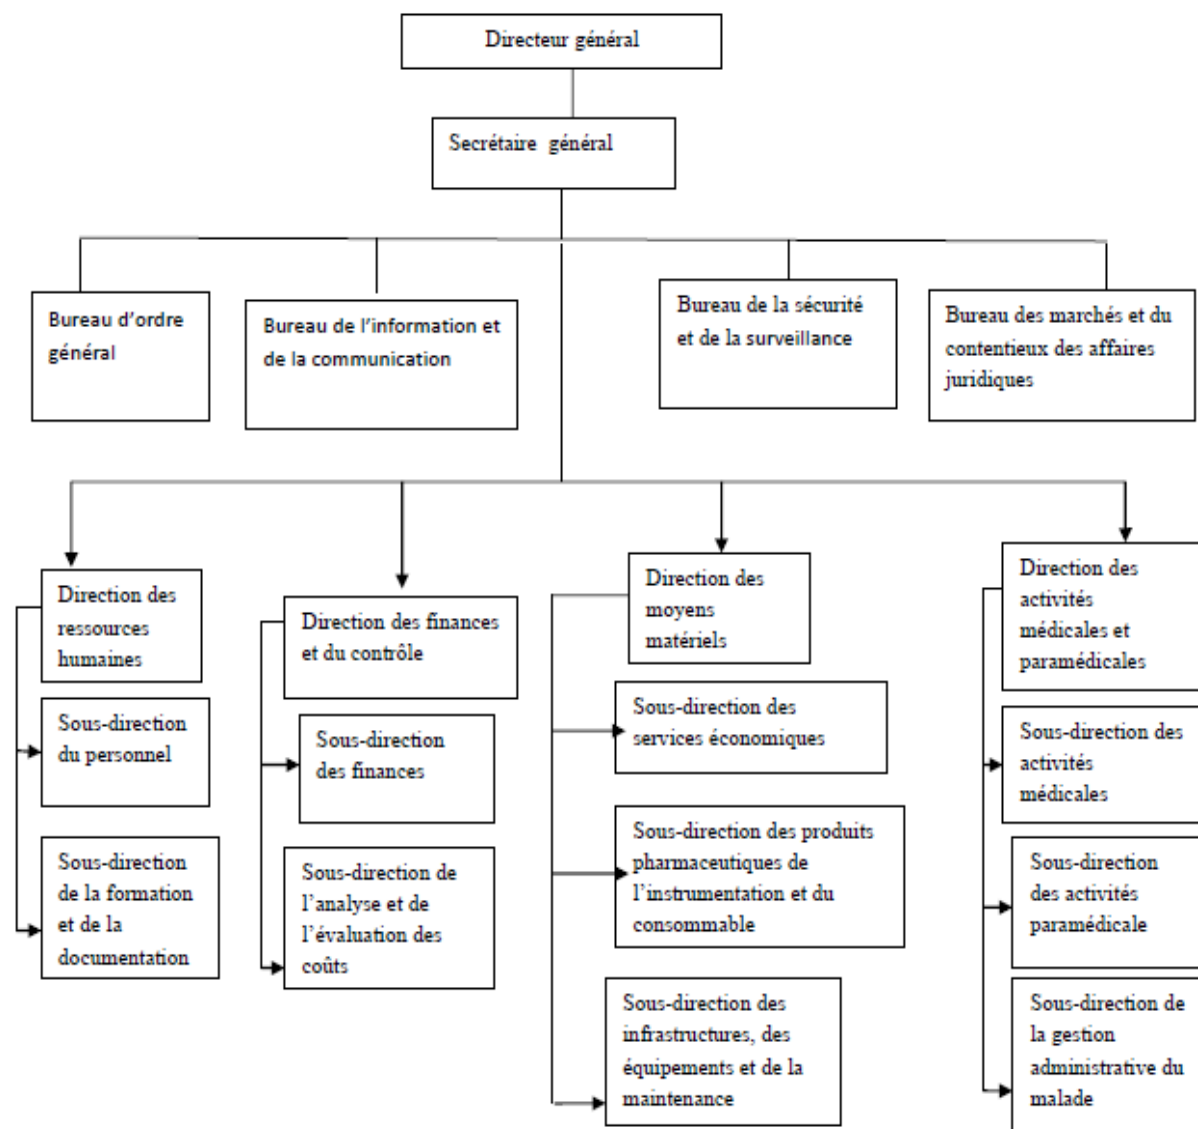 Directeur général
Secrétaire général
Bureau d'ordre
général
Bureau de l'information et
de la communication
Bureau de la sécurité
et de la surveillance
Bureau des marchés et du
contentieux des affaires
juridiques
Direction des
ressources
humaines
Sous-direction
du personnel
Sous-direction
de la formation
et de la
documentation
Direction des finances
et du contrôle
Sous-direction
des finances
Sous-direction de
l'analyse et de
l'évaluation des
coûts
Direction des
moyens
matériels
Sous-direction des
services économiques
Sous-direction des produits
pharmaceutiques de
l'instrumentation et du
consommable
Sous-direction des
infrastructures, des
équipements et de la
maintenance
Direction des
activités
médicales et
paramédicales
Sous-direction des
activités
médicales
Sous-direction
des activités
paramédicale
Sous-direction de
la gestion
administrative du
malade